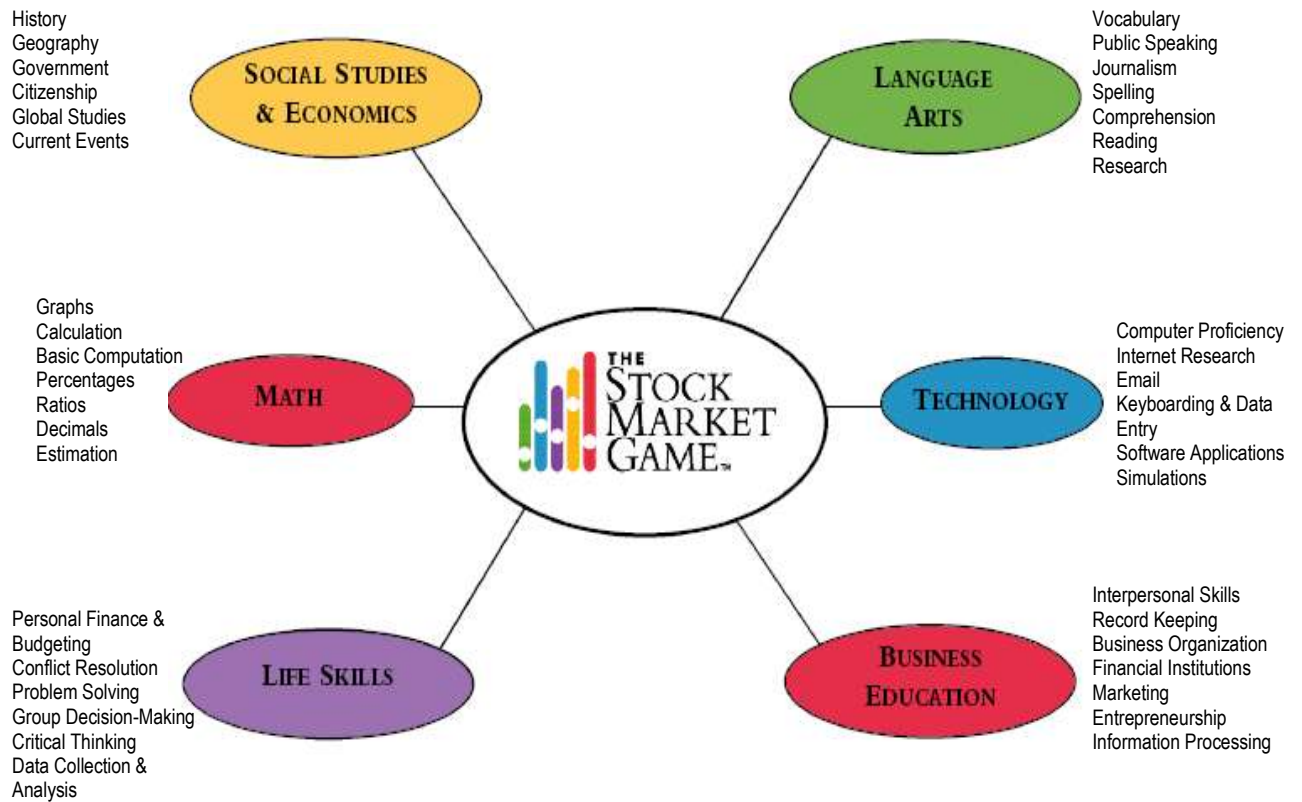 History
Geography
Government
Citizenship
Global Studies
Current Events
SOCIAL STUDIES
& ECONOMICS
LANGUAGE
ARTS
Vocabulary
Public Speaking
Journalism
Spelling
Comprehension
Reading
Research
Graphs
Calculation
Basic Computation
Percentages
Ratios
Decimals
Estimation
MATH
THE
STOCK
MARKET
GAME™
TECHNOLOGY
Computer Proficiency
Internet Research
Email
Keyboarding & Data
Entry
Software Applications
Simulations
Personal Finance &
Budgeting
Conflict Resolution
Problem Solving
Group Decision-Making
Critical Thinking
Data Collection &
Analysis
LIFE SKILLS
BUSINESS
EDUCATION
Interpersonal Skills
Record Keeping
Business Organization
Financial Institutions
Marketing
Entrepreneurship
Information Processing